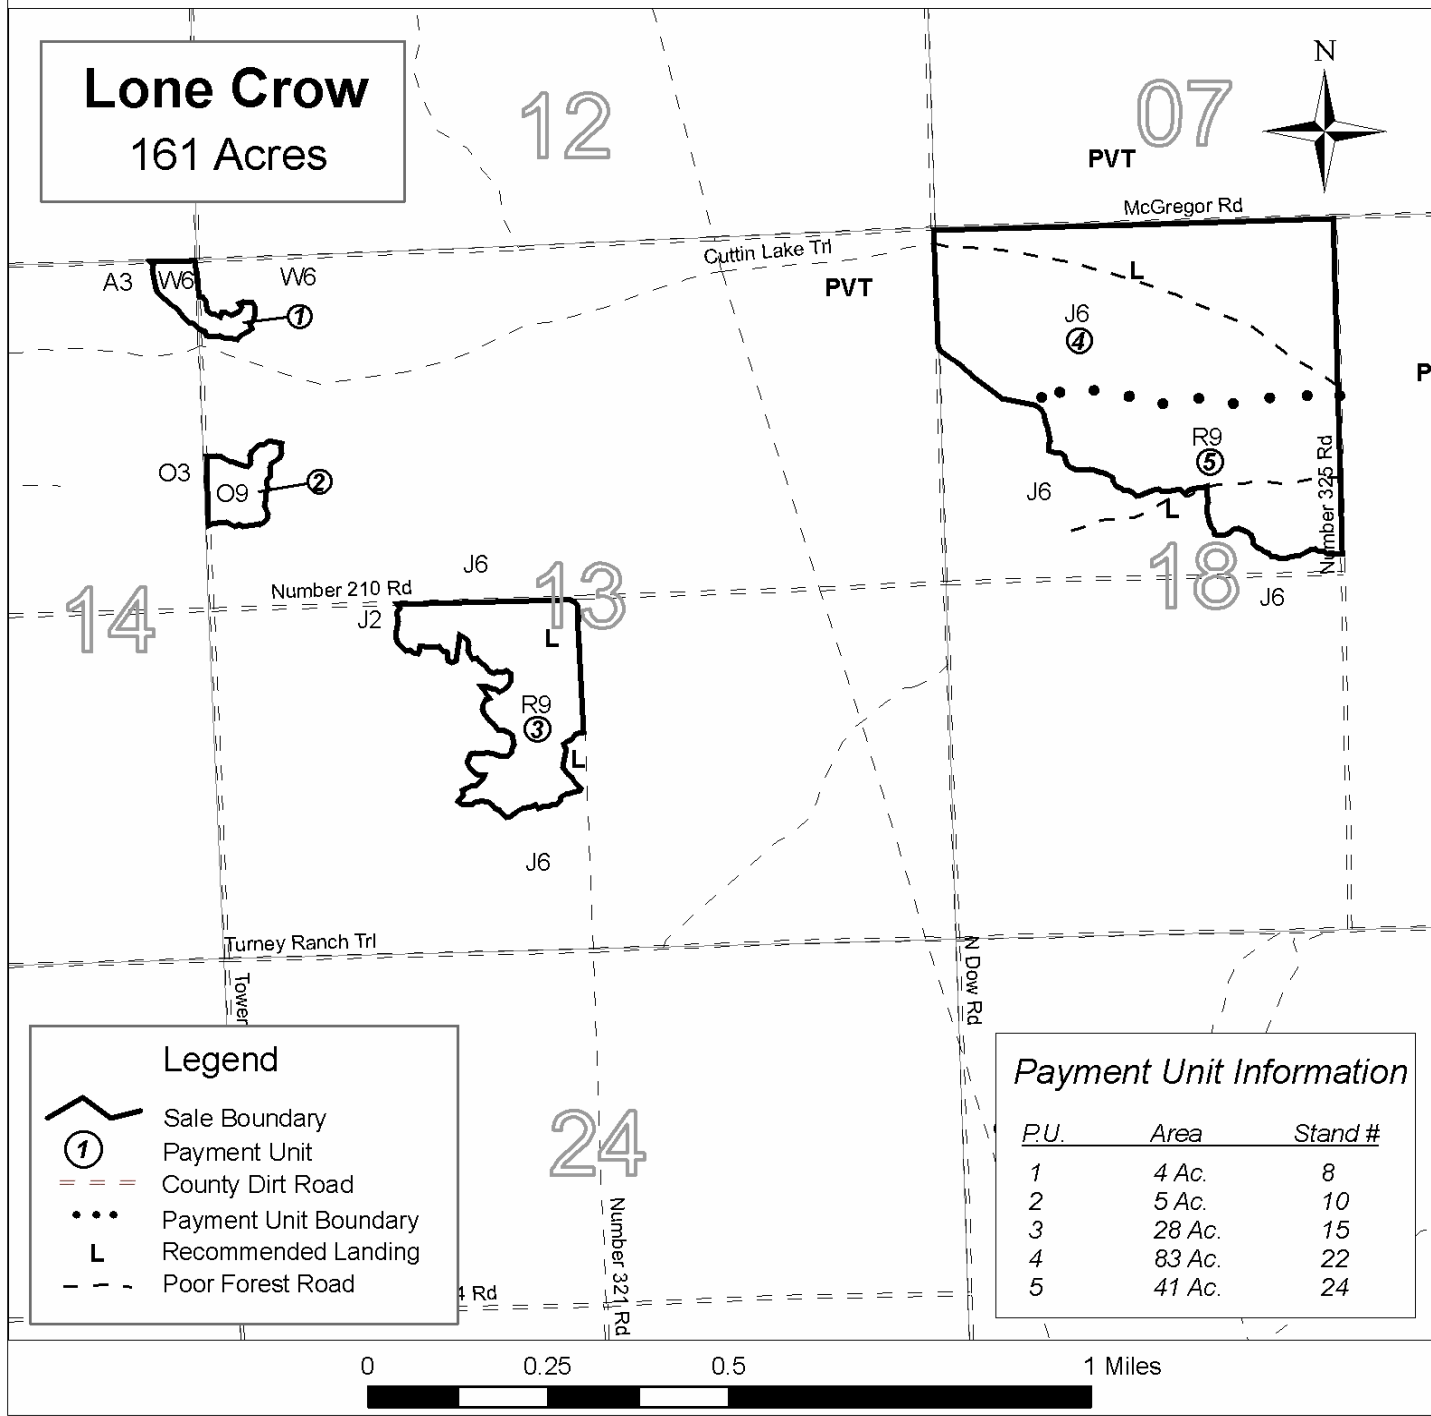 Lone Crow
161 Acres
12
07
N
PVT
McGregor Rd
Cuttin Lake Trl
A3
W6
W6
L
PVT
1
J6
4
P
R9
5
O3
O9
2
J6
L
Number 325 Rd
J6
Number 210 Rd
13
18
14
J2
J6
L
R9
3
L
J6
Turney Ranch Trl
N Dow Rd
Tower
24
Number 321 Rd
4 Rd
Legend
Sale Boundary
1 Payment Unit
County Dirt Road
Payment Unit Boundary
L Recommended Landing
Poor Forest Road
Payment Unit Information
P.U. Area Stand #
1 4 Ac. 8
2 5 Ac. 10
3 28 Ac. 15
4 83 Ac. 22
5 41 Ac. 24
0 0.25 0.5 1 Miles